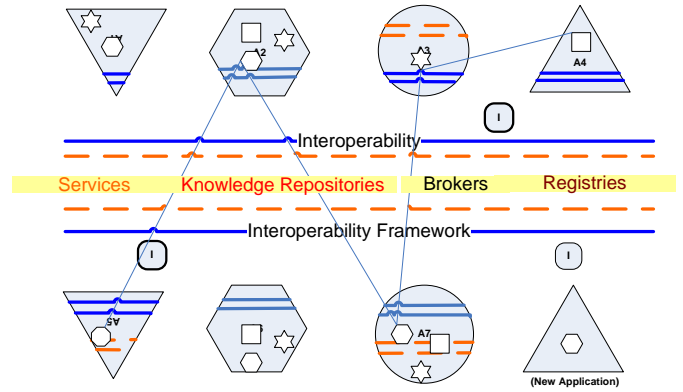 A2
A3
A4
I
Interoperability
Services Knowledge Repositories Brokers Registries
Interoperability Framework
I
I
A5
A7
(New Application)